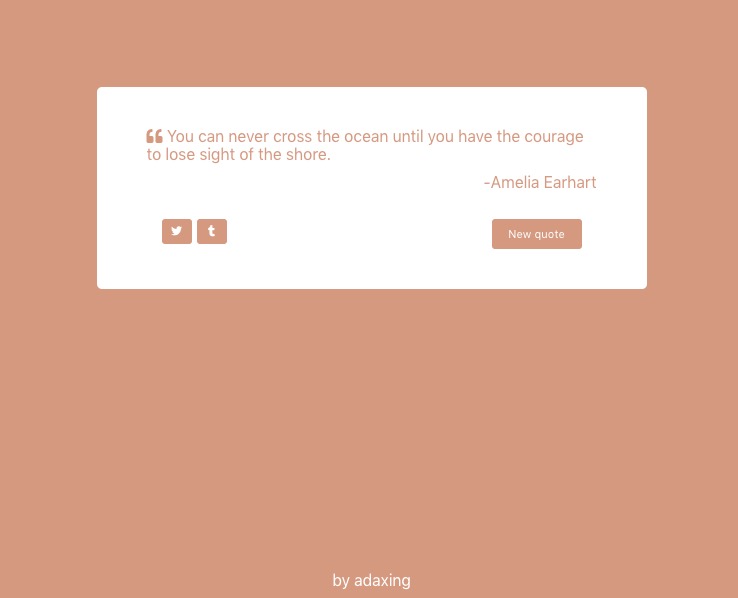 You can never cross the ocean until you have the courage
to lose sight of the shore.
-Amelia Earhart
New quote
by adaxing